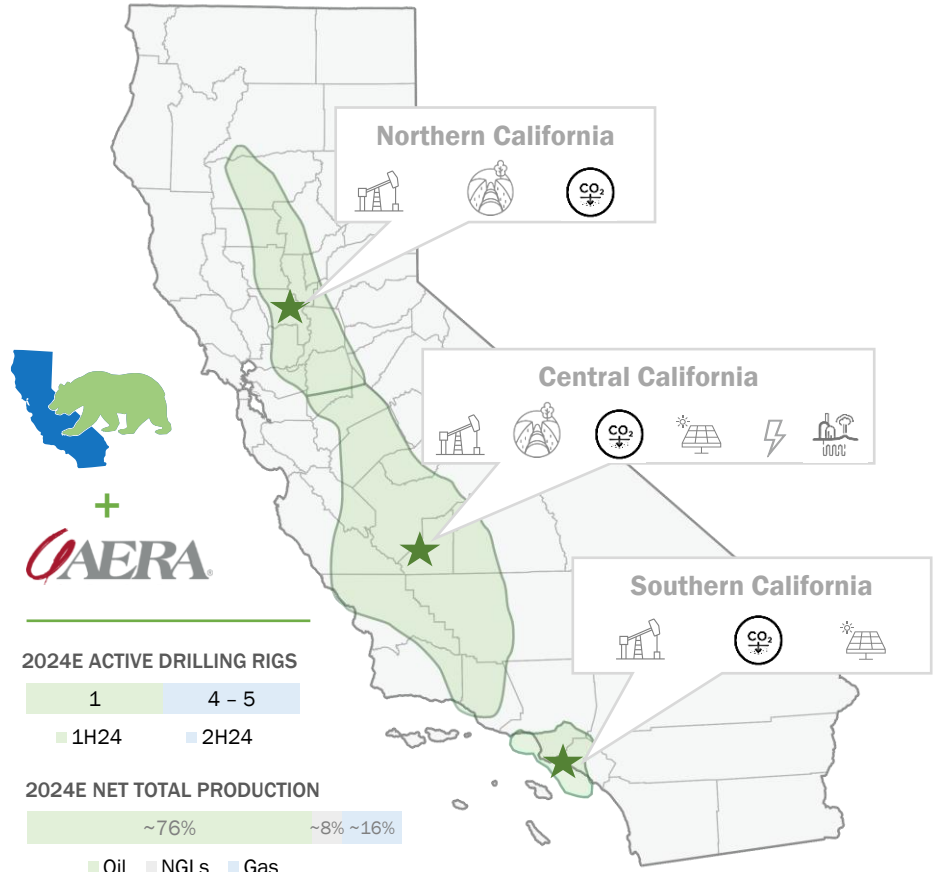 Northern California
CO₂
Central California
CO₂
Southern California
CO₂
+
AERA®
2024E ACTIVE DRILLING RIGS
1 4 – 5
1H24 2H24
2024E NET TOTAL PRODUCTION
~76% ~8% ~16%
Oil NGLs Gas